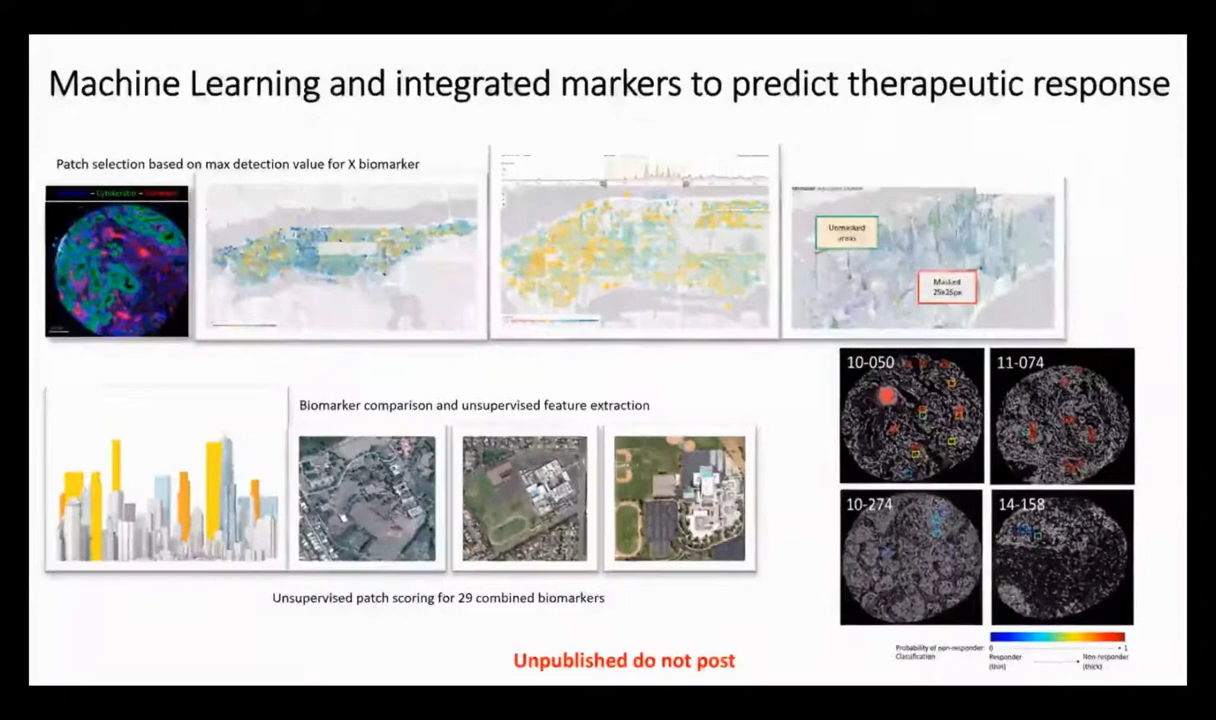 Machine Learning and integrated markers to predict therapeutic response
Patch selection based on max detection value for X biomarker
Cytokeratin
Unmasked
areas
Masked
25x25px
10-050
11-074
Biomarker comparison and unsupervised feature extraction
10-274
14-158
Unsupervised patch scoring for 29 combined biomarkers
Probability of non-responder
Classification
0
1
Responder
(thin)
Non-responder
(thick)
Unpublished do not post